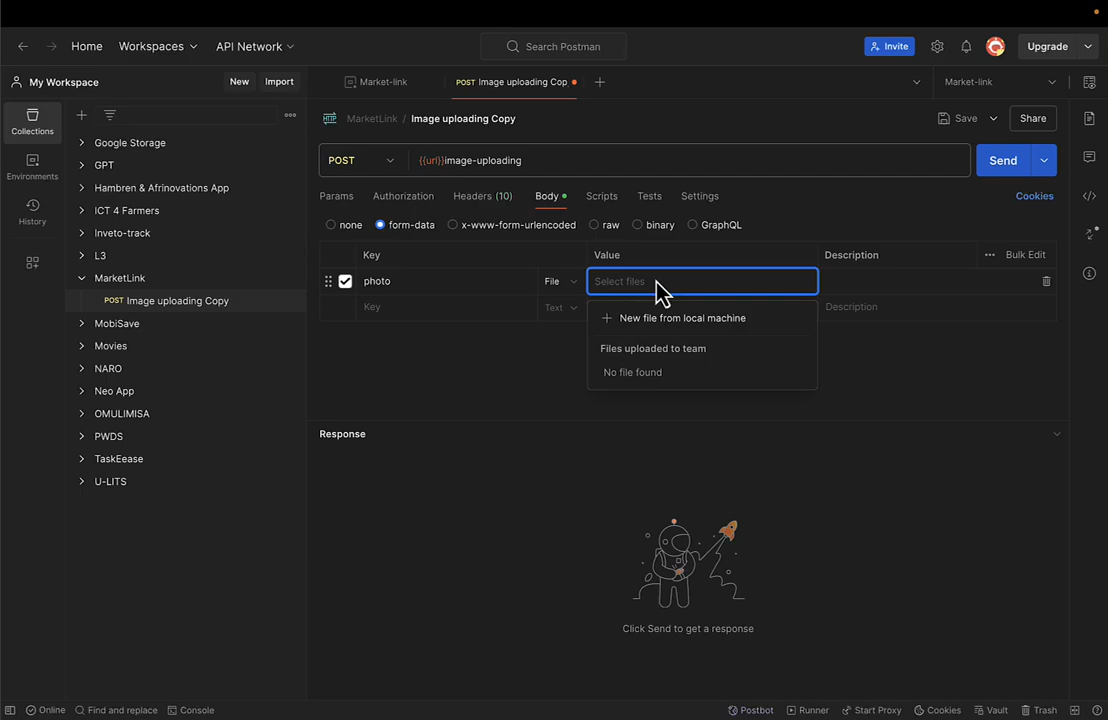 Home Workspaces API Network Search Postman Invite Upgrade
My Workspace New Import Market-link POST Image uploading Cop Market-link
Collections
Environments
History
Google Storage
GPT
Hambren & Afrinovations App
ICT 4 Farmers
Inveto-track
L3
MarketLink
POST Image uploading Copy
MobiSave
Movies
NARO
Neo App
OMULIMISA
PWDS
TaskEease
U-LITS
HTTP MarketLink / Image uploading Copy Save Share
POST {{url}}image-uploading Send
Params Authorization Headers (10) Body Scripts Tests Settings Cookies
none form-data x-www-form-urlencoded raw binary GraphQL
Key Value Description Bulk Edit
photo File Select files
Key Text Description
New file from local machine
Files uploaded to team
No file found
Response
Click Send to get a response
Online Find and replace Console Postbot Runner Start Proxy Cookies Vault Trash